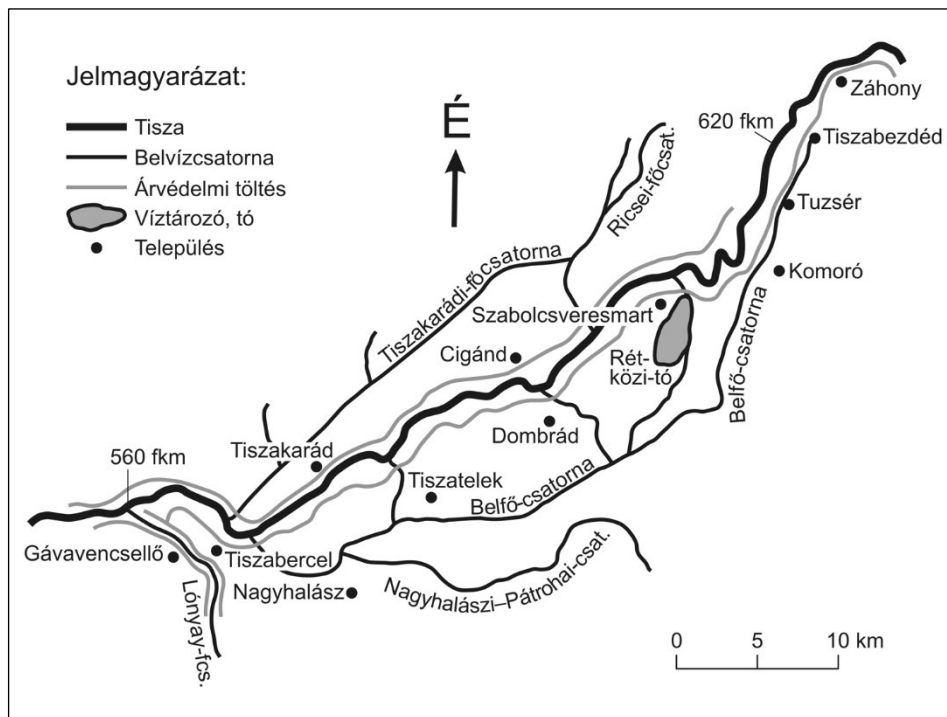 Jelmagyarázat:
Tisza
Belvízcsatorna
Árvédelmi töltés
Víztározó, tó
Település
É
Záhony
620 fkm
Tiszabezdéd
Ricsei-főcsat.
Tuzsér
Komoró
Tiszakarádi-főcsatorna
Szabolcsveresmart
Cigánd
Rét-
közi-tó
Belfő-csatorna
Dombrád
Tiszakarád
560 fkm
Tiszatelek
Belfő-csatorna
Gávavencsellő
Tiszabercel
Nagyhalász
Nagyhalászi–Pátrohai-csat.
Lónyay-fcs.
0 5 10 km